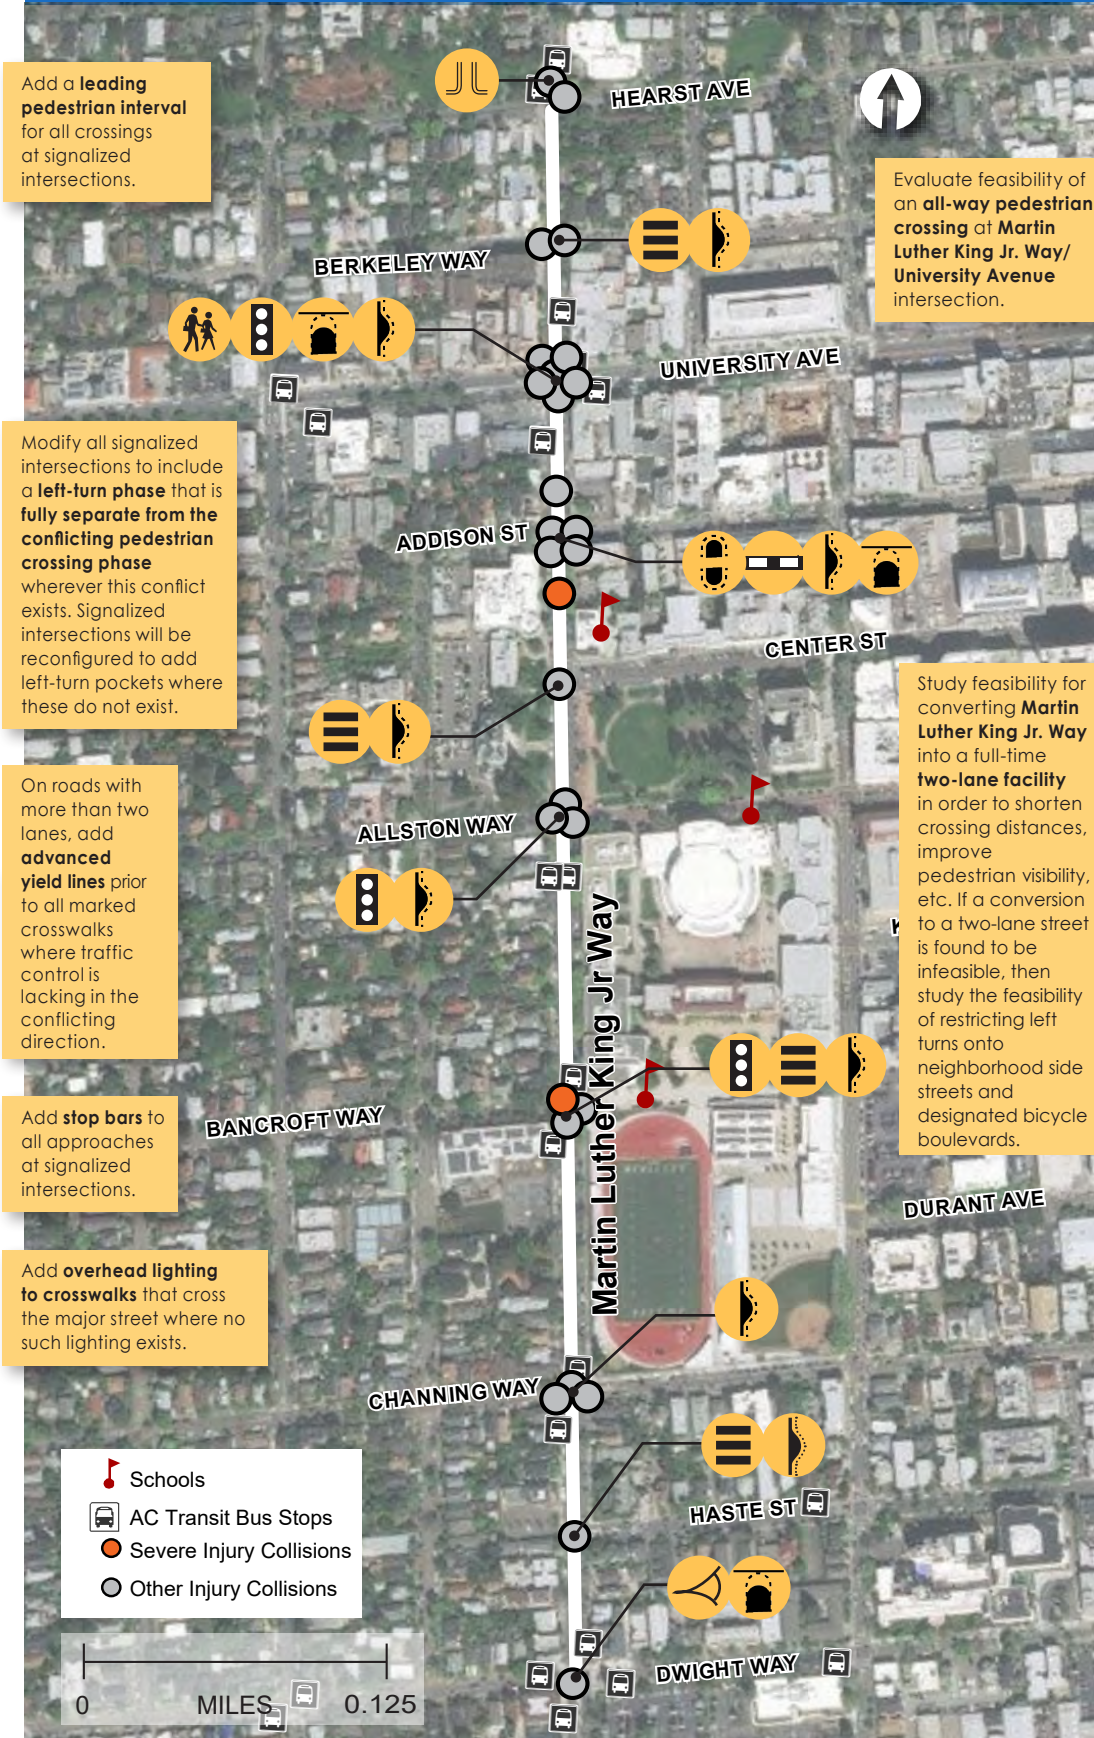 HEARST AVE
Add a leading
pedestrian interval
for all crossings
at signalized
intersections.
Evaluate feasibility of
an all-way pedestrian
crossing at Martin
Luther King Jr. Way/
University Avenue
intersection.
BERKELEY WAY
UNIVERSITY AVE
Modify all signalized
intersections to include
a left-turn phase that is
fully separate from the
conflicting pedestrian
crossing phase
wherever this conflict
exists. Signalized
intersections will be
reconfigured to add
left-turn pockets where
these do not exist.
ADDISON ST
CENTER ST
Study feasibility for
converting Martin
Luther King Jr. Way
into a full-time
two-lane facility
in order to shorten
crossing distances,
improve
pedestrian visibility,
etc. If a conversion
to a two-lane street
is found to be
infeasible, then
study the feasibility
of restricting left
turns onto
neighborhood side
streets and
designated bicycle
boulevards.
On roads with
more than two
lanes, add
advanced
yield lines prior
to all marked
crosswalks
where traffic
control is
lacking in the
conflicting
direction.
ALLSTON WAY
Martin Luther King Jr Way
Add stop bars to
all approaches
at signalized
intersections.
BANCROFT WAY
DURANT AVE
Add overhead lighting
to crosswalks that cross
the major street where no
such lighting exists.
CHANNING WAY
HASTE ST
DWIGHT WAY
Schools
AC Transit Bus Stops
Severe Injury Collisions
Other Injury Collisions
0 MILES 0.125